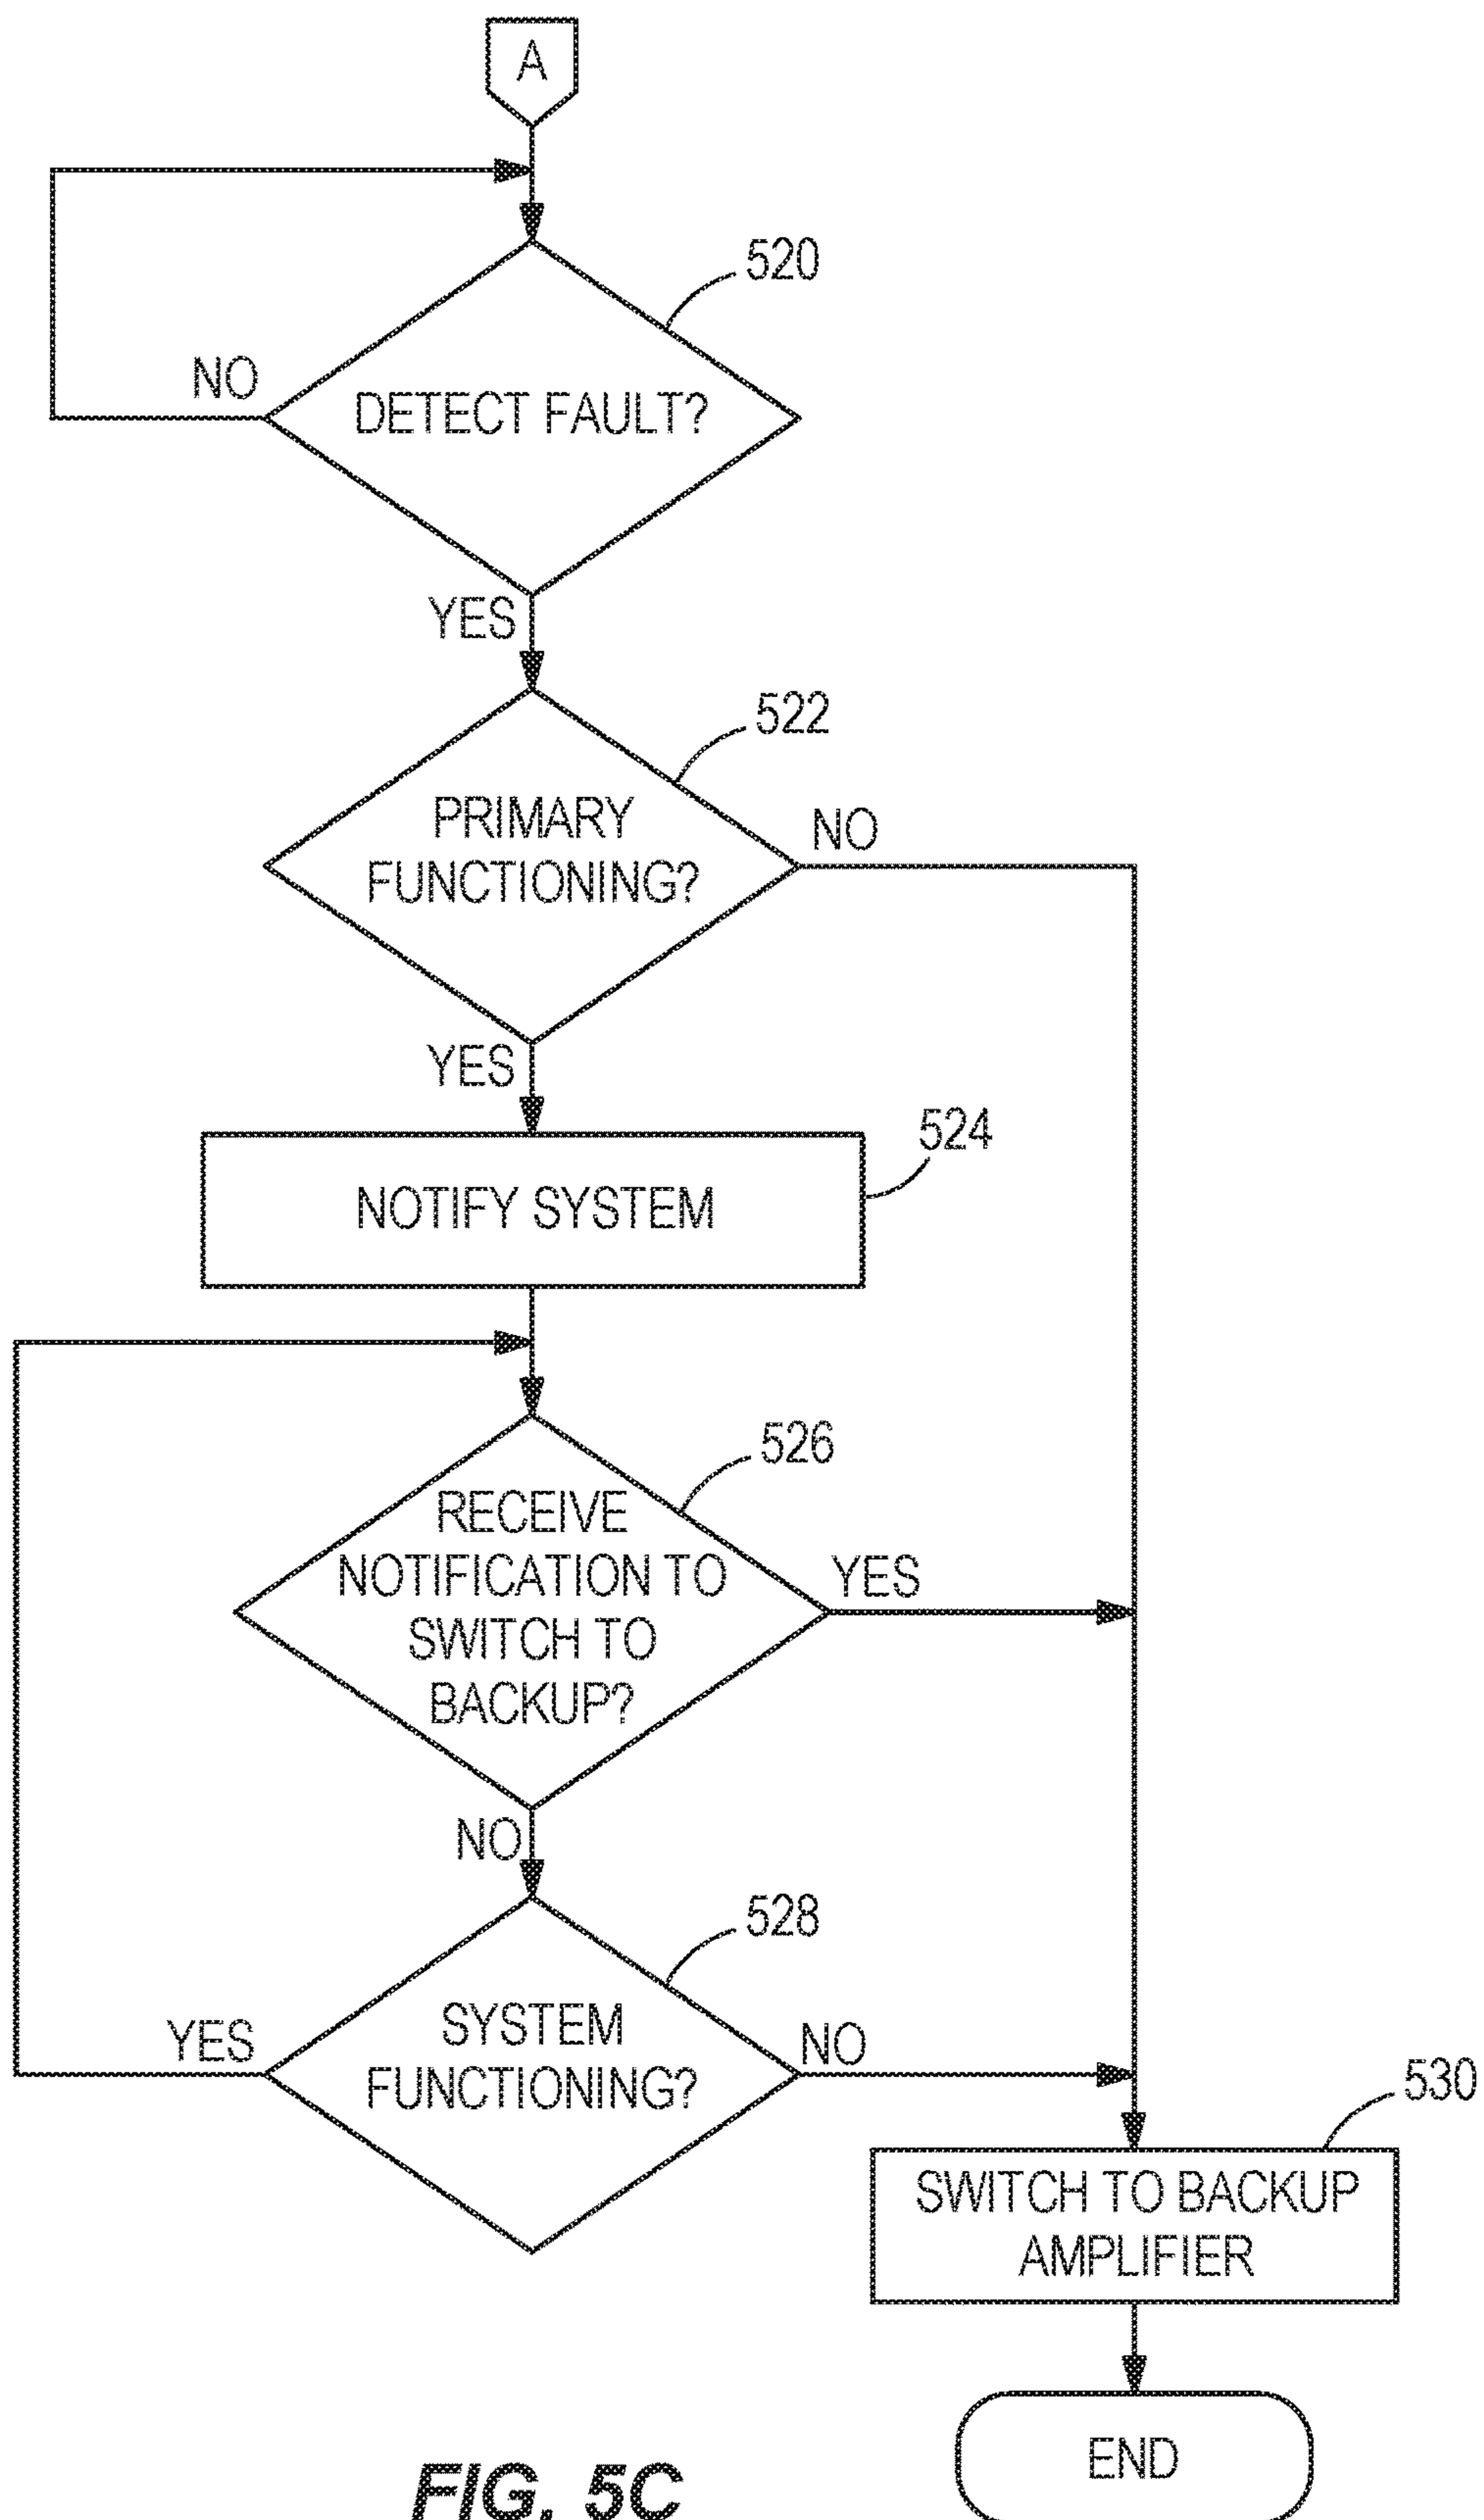 A
520
NO
DETECT FAULT?
YES
522
PRIMARY
FUNCTIONING?
NO
YES
524
NOTIFY SYSTEM
526
RECEIVE
NOTIFICATION TO
SWITCH TO
BACKUP?
YES
NO
528
SYSTEM
FUNCTIONING?
YES
NO
530
SWITCH TO BACKUP
AMPLIFIER
END
FIG. 5C